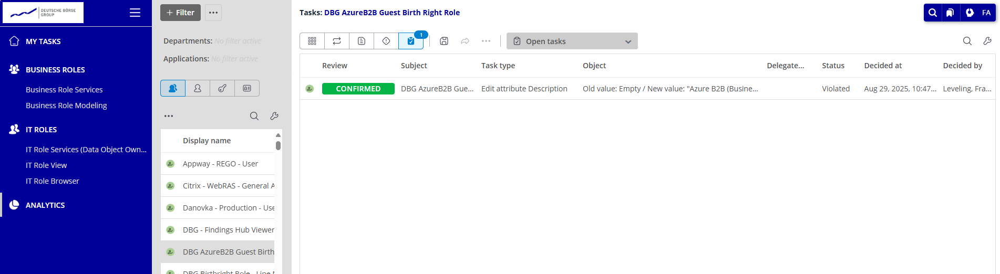 DEUTSCHE BÖRSE
GROUP
MY TASKS
BUSINESS ROLES
Business Role Services
Business Role Modeling
IT ROLES
IT Role Services (Data Object Own...
IT Role View
IT Role Browser
ANALYTICS
+ Filter
Departments: No filter active
Applications: No filter active
Display name
Appway - REGO - User
Citrix - WebRAS - General A
Danovka - Production - Use
DBG - Findings Hub Viewer
DBG AzureB2B Guest Birth
DBG Birthright Role - Line M
Tasks: DBG AzureB2B Guest Birth Right Role
FA
1
Open tasks
Review Subject Task type Object Delegate... Status Decided at Decided by
CONFIRMED DBG AzureB2B Gue... Edit attribute Description Old value: Empty / New value: "Azure B2B (Busine... Violated Aug 29, 2025, 10:47... Leveling, Fra...